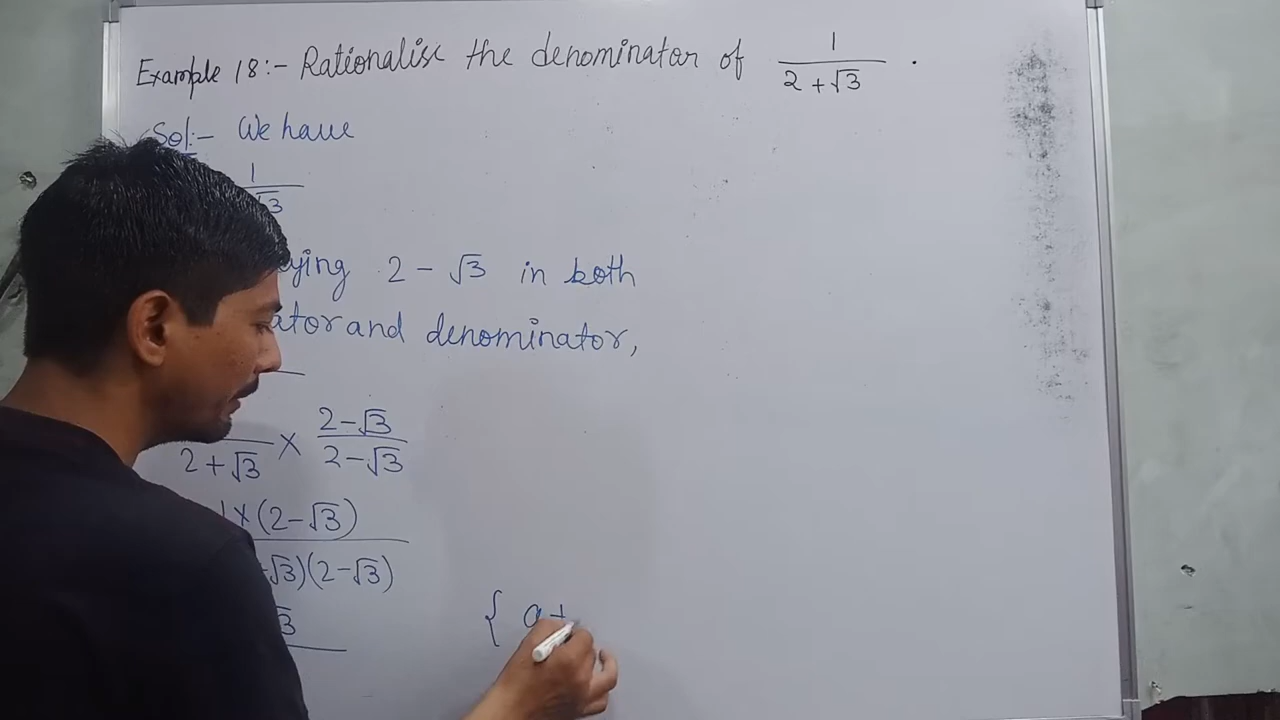 Example 18:- Rationalise the denominator of 1/(2+√3).
Sol:- We have
1
√3
ying 2-√3 in both
ator and denominator,
2+√3 × (2-√3)/(2-√3)
1×(2-√3)
√3)(2-√3)
√3 { a+